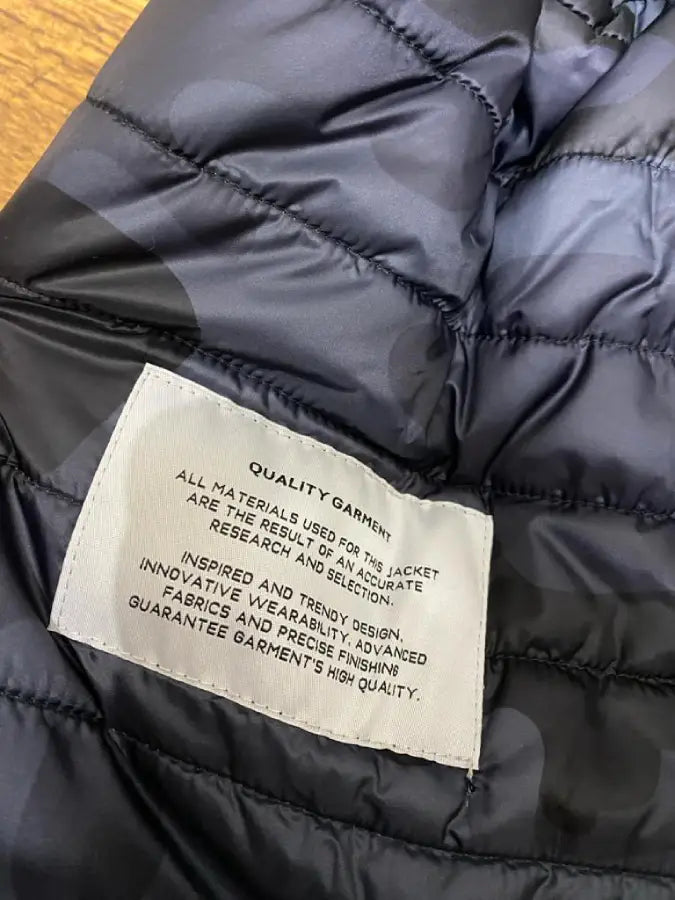 QUALITY GARMENT
ALL MATERIALS USED FOR THIS JACKET
ARE THE RESULT OF AN ACCURATE
RESEARCH AND SELECTION.
INSPIRED AND TRENDY DESIGN,
INNOVATIVE WEARABILITY, ADVANCED
FABRICS AND PRECISE FINISHING
GUARANTEE GARMENT'S HIGH QUALITY.